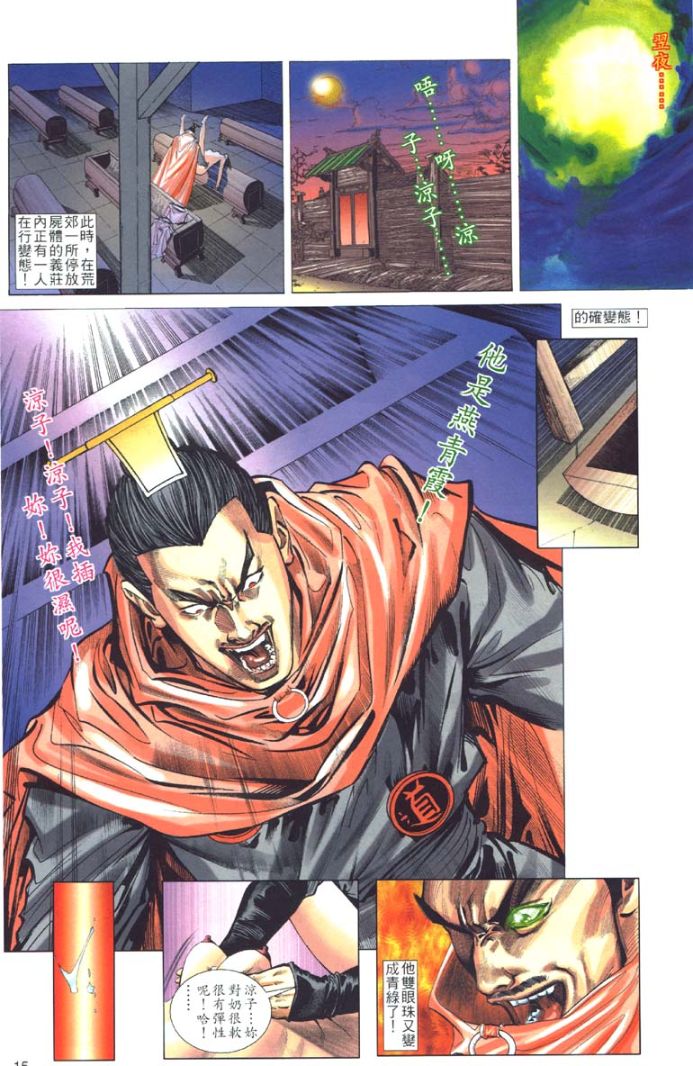 翌夜……
唔……呀……涼
子……涼子……
此時，在荒
郊一所停放
屍體的義莊
內正有一人
在行變態！
的確變態！
他是燕青霞！
涼子！涼子！我插
妳！妳很濕呢！
他雙眼珠又變
成青綠了！
涼子…妳
對奶很軟
很有彈性
呢！哈！
……
15